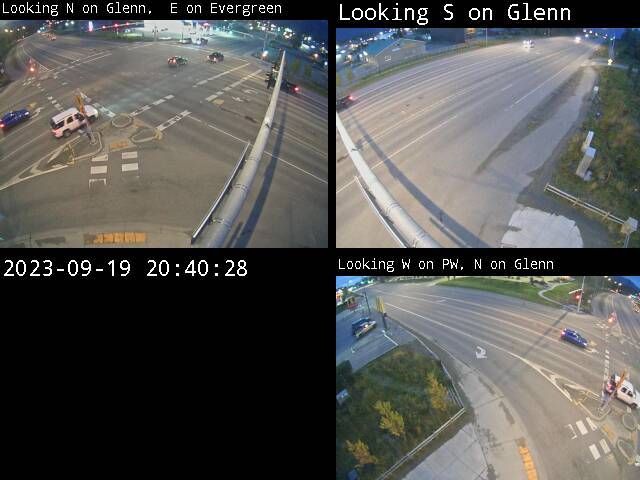 Looking N on Glenn,  E on Evergreen
Looking S on Glenn
2023-09-19 20:40:28
Looking W on PW, N on Glenn